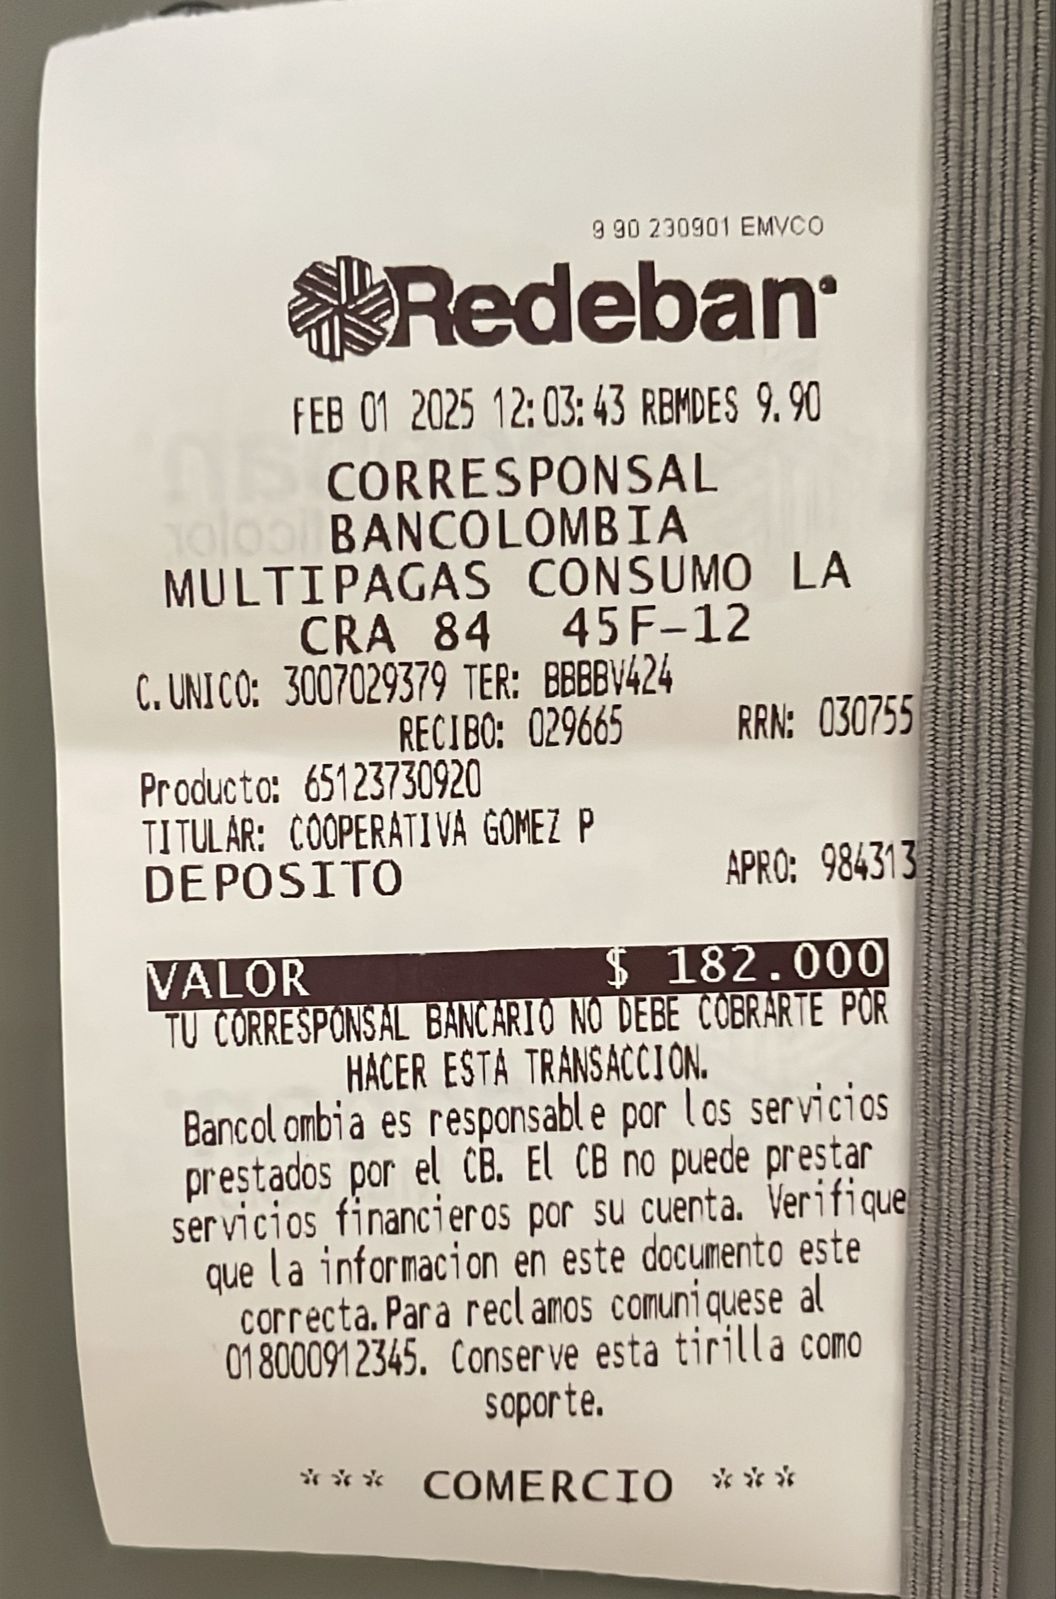 9 90 230901 EMVCO
Redeban
FEB 01 2025 12:03:43 RBMDES 9.90
CORRESPONSAL
BANCOLOMBIA
MULTIPAGAS CONSUMO LA
CRA 84 45F-12
C.UNICO: 3007029379 TER: BBBBV424
RECIBO: 029665 RRN: 030755
Producto: 65123730920
TITULAR: COOPERATIVA GOMEZ P
DEPOSITO APRO: 984313
VALOR $ 182.000
TU CORRESPONSAL BANCARIO NO DEBE COBRARTE POR
HACER ESTA TRANSACCION.
Bancolombia es responsable por los servicios
prestados por el CB. El CB no puede prestar
servicios financieros por su cuenta. Verifique
que la informacion en este documento este
correcta.Para reclamos comuniquese al
018000912345. Conserve esta tirilla como
soporte.
*** COMERCIO ***